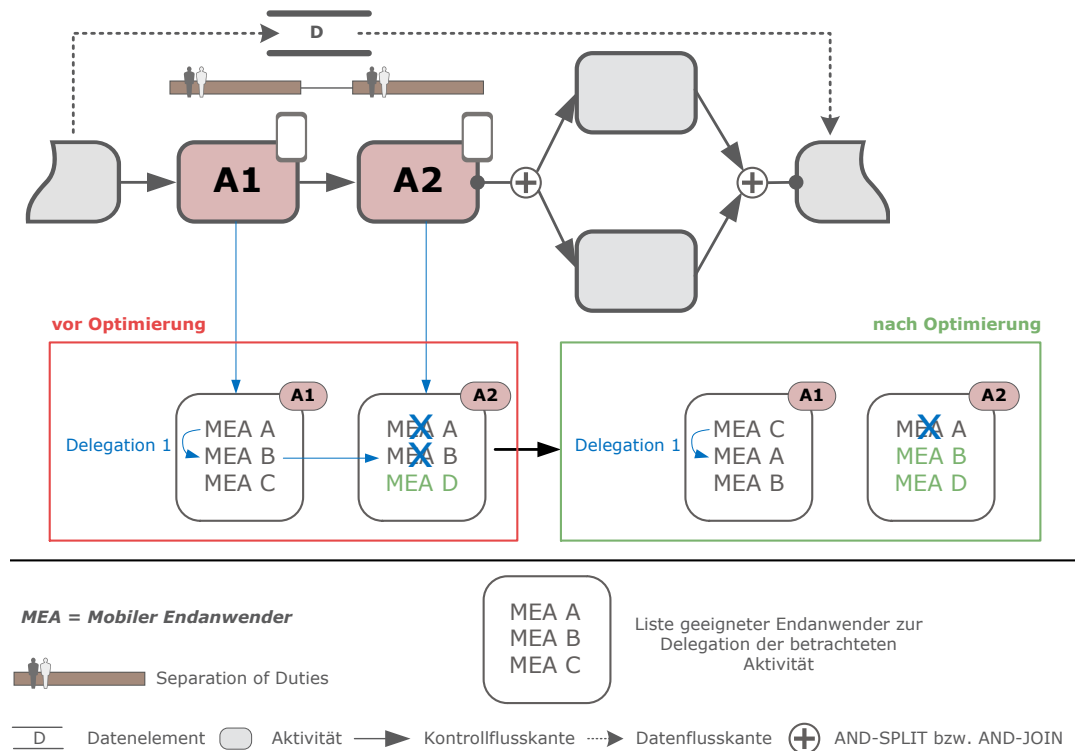 D
A1
A2
vor Optimierung
nach Optimierung
A1
A2
A1
A2
Delegation 1
MEA A
MEA B
MEA C
MEA A
MEA B
MEA D
Delegation 1
MEA C
MEA A
MEA B
MEA A
MEA B
MEA D
MEA = Mobiler Endanwender
MEA A
MEA B
MEA C
Liste geeigneter Endanwender zur
Delegation der betrachteten
Aktivität
Separation of Duties
D
Datenelement
Aktivität
Kontrollflusskante
Datenflusskante
AND-SPLIT bzw. AND-JOIN